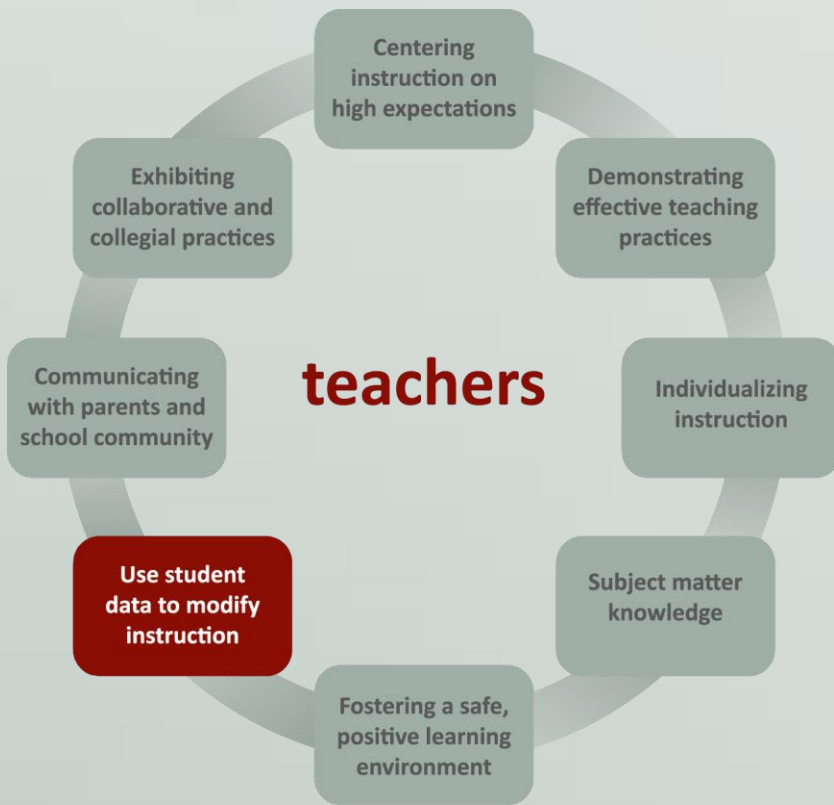 Centering
instruction on
high expectations
Demonstrating
effective teaching
practices
Individualizing
instruction
Subject matter
knowledge
Fostering a safe,
positive learning
environment
Use student
data to modify
instruction
Communicating
with parents and
school community
Exhibiting
collaborative and
collegial practices
teachers